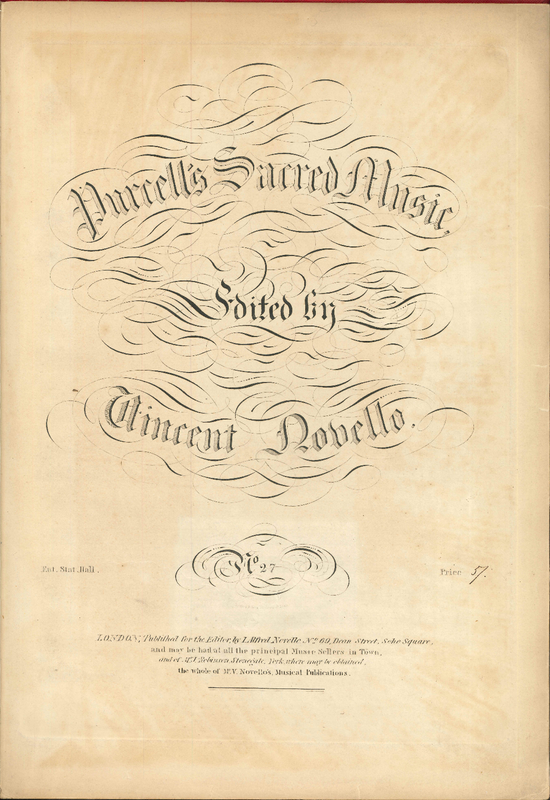 Purcell's Sacred Music,
Edited by
Vincent Novello.
No 27
Ent. Stat. Hall.
Price 5/.
LONDON, Published for the Editor, by J. Alfred Novello No 69, Dean Street, Soho Square,
and may be had at all the principal Music Sellers in Town,
and of Mr J. Robinson Stonegate, York, where may be obtained,
the whole of Mr V. Novello's, Musical Publications.